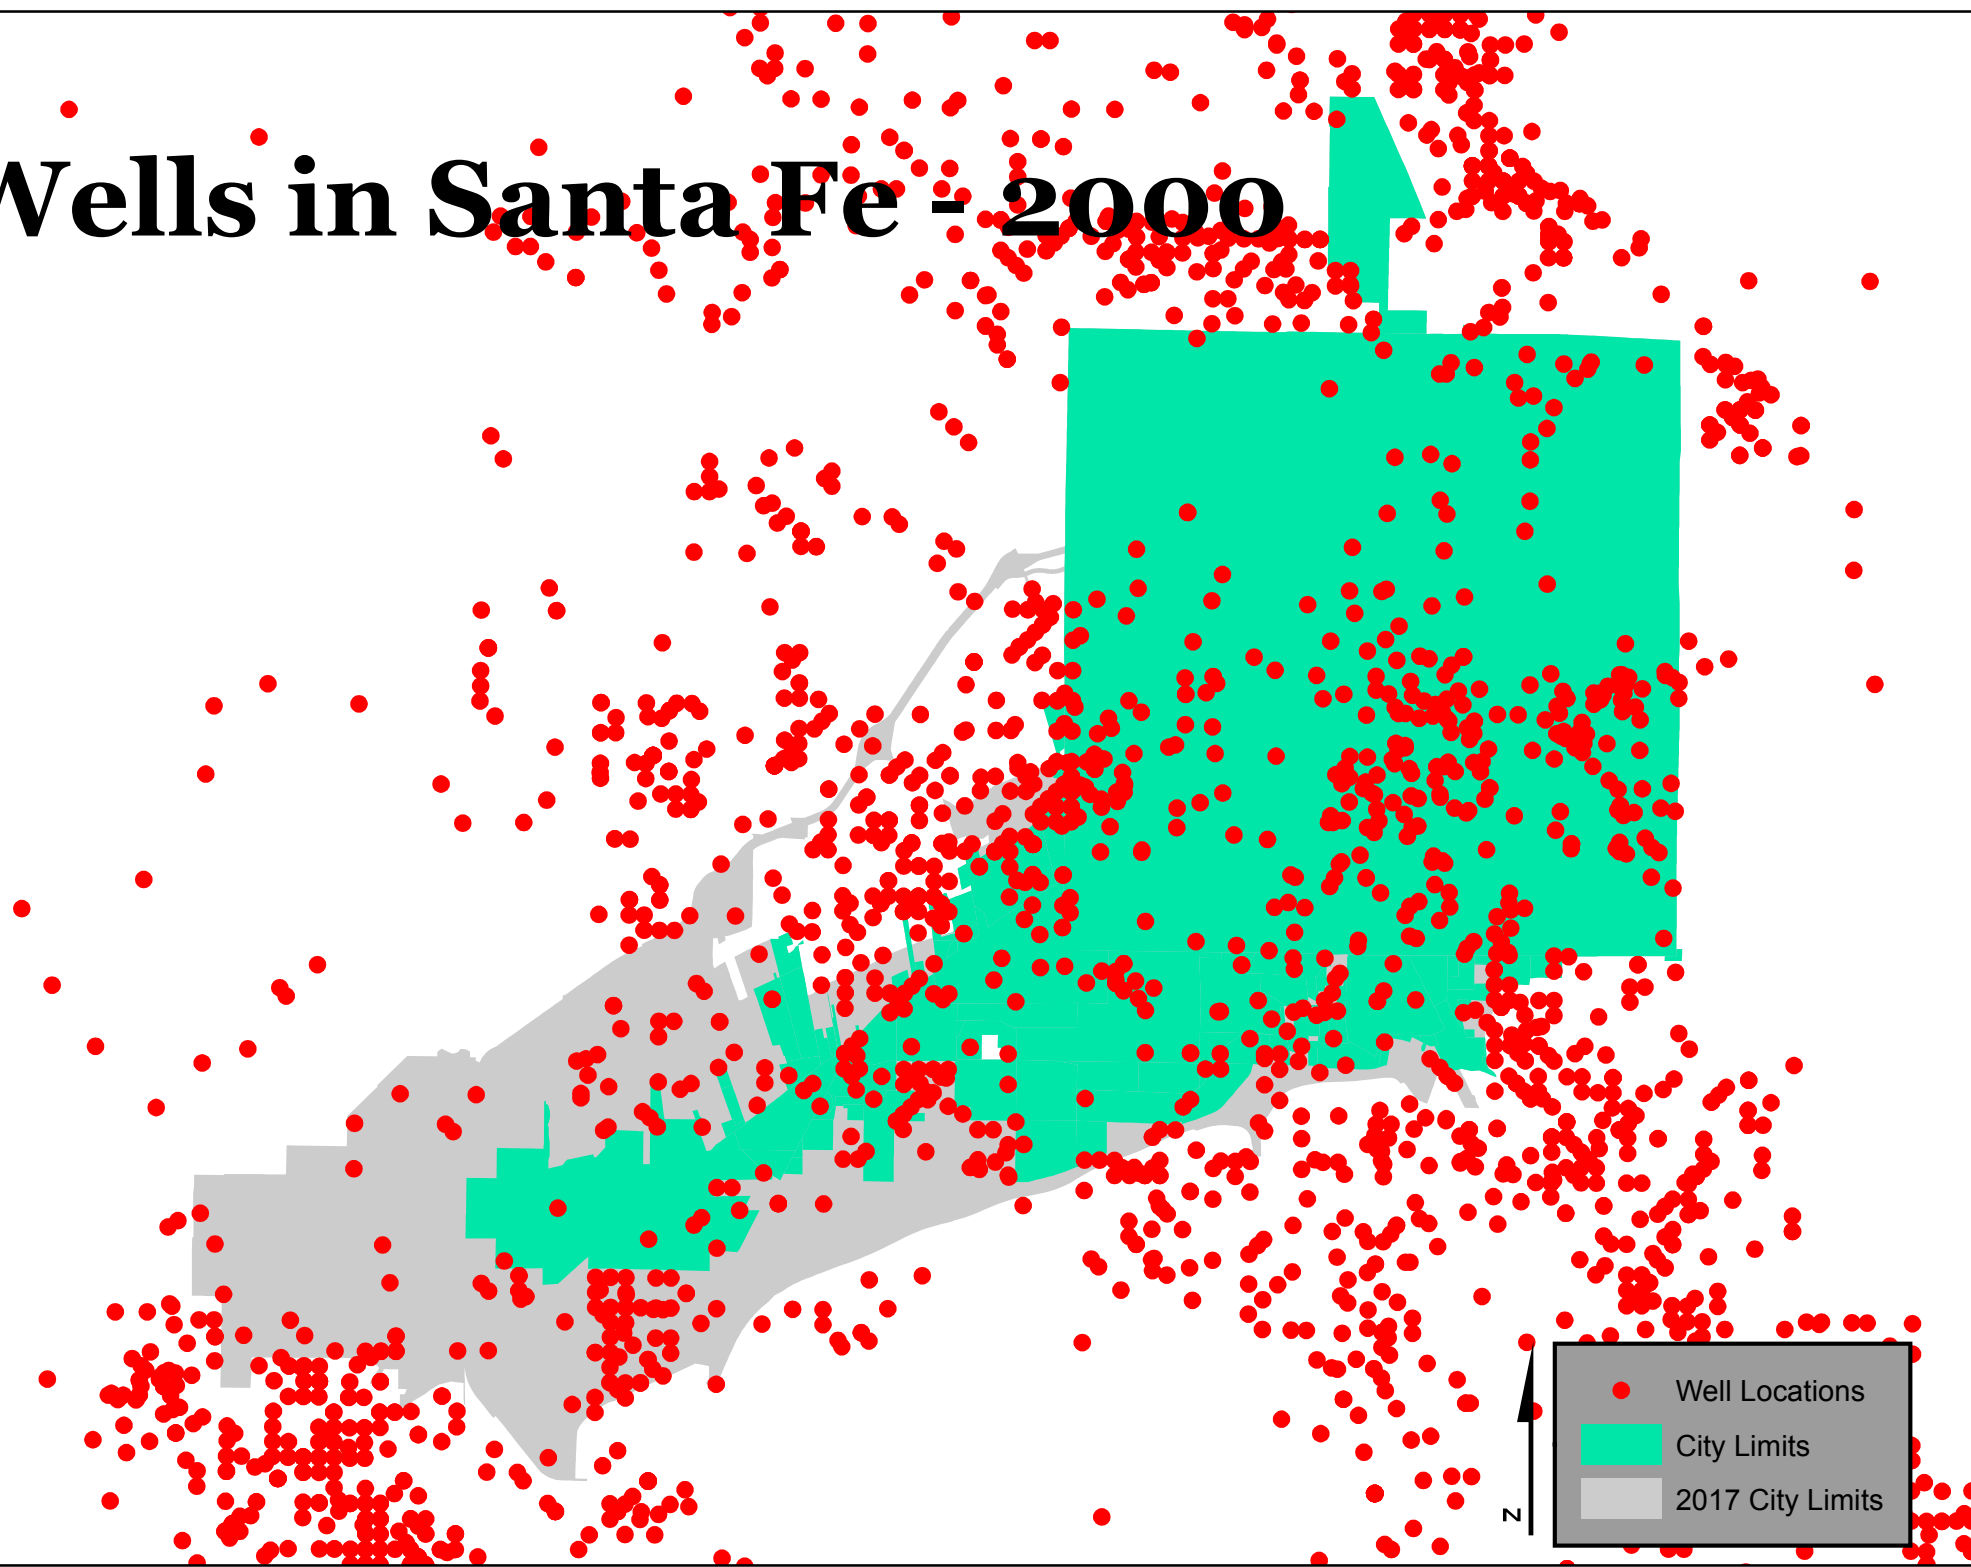 Wells in Santa Fe - 2000
Well Locations
City Limits
2017 City Limits
N